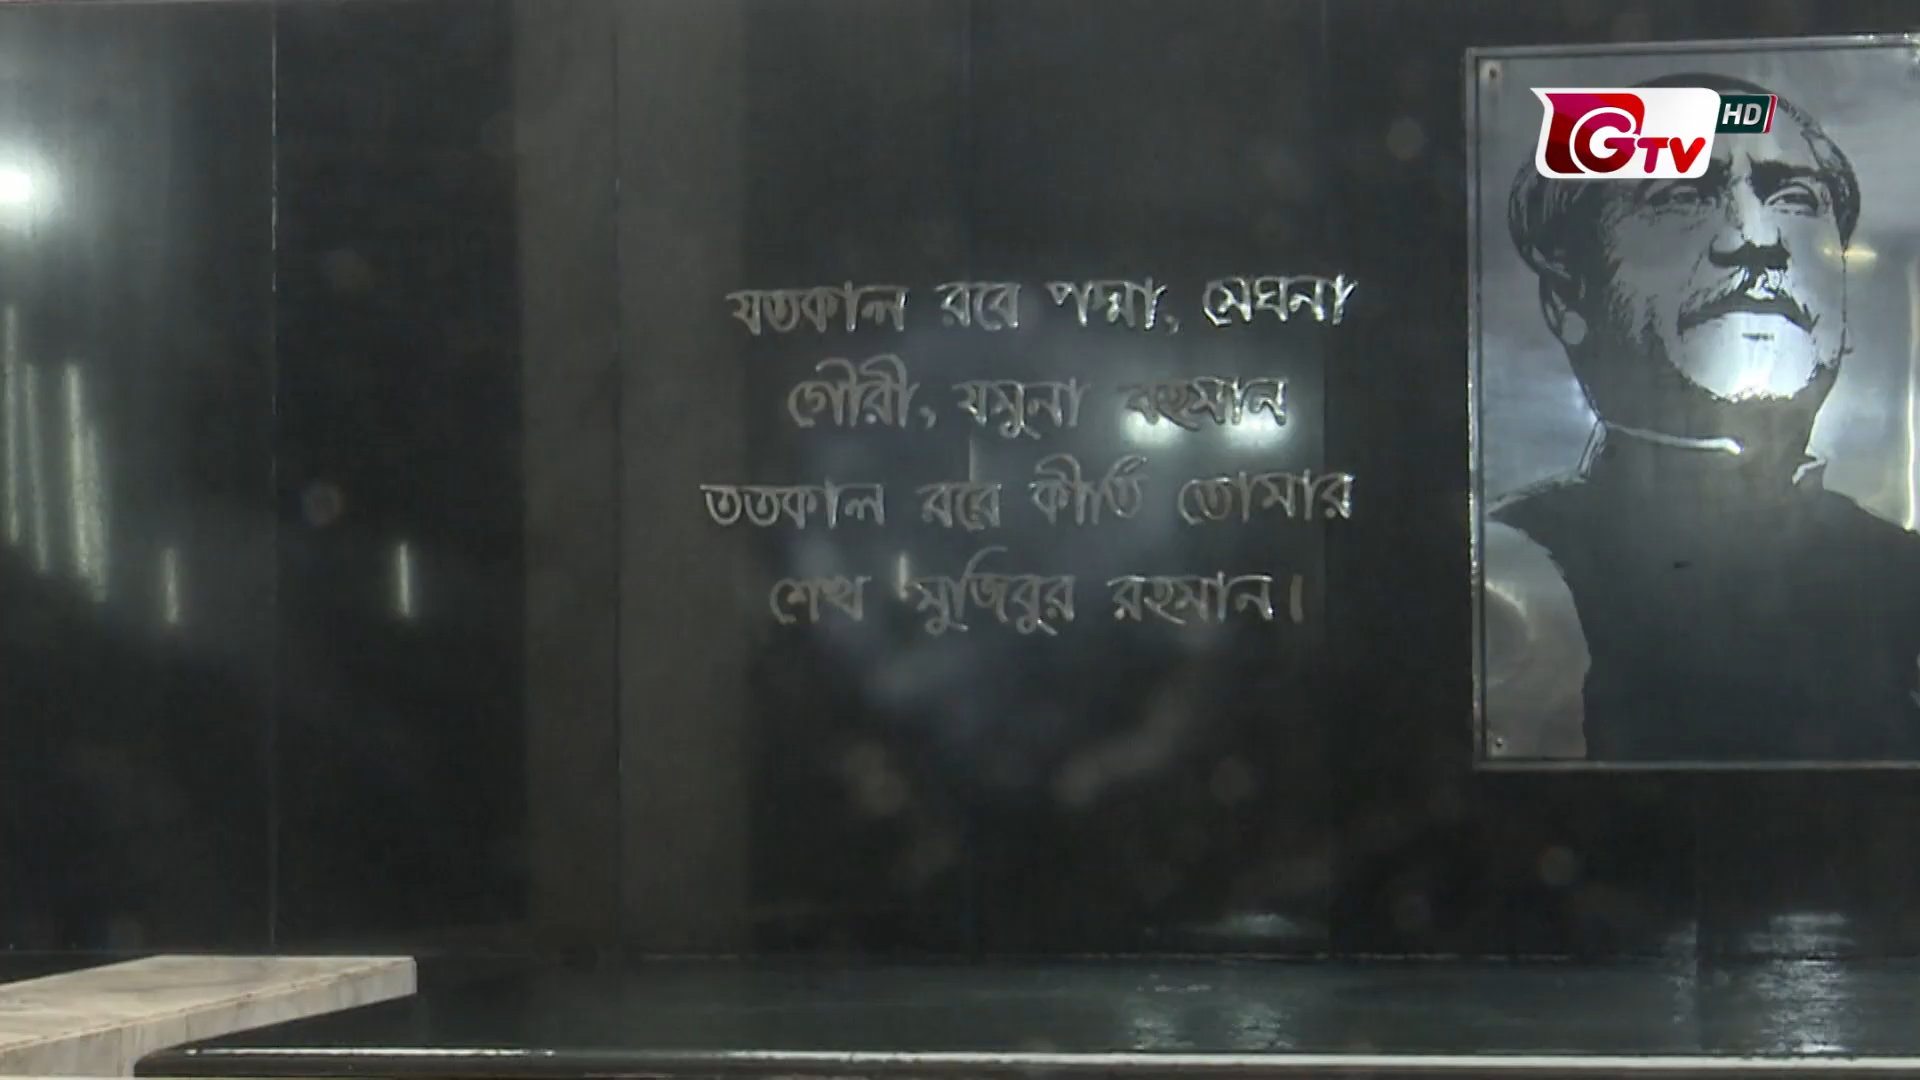 GTV HD
যতকাল রবে পদ্মা, মেঘনা
গৌরী, যমুনা বহমান
ততকাল রবে কীর্তি তোমার
শেখ মুজিবুর রহমান।